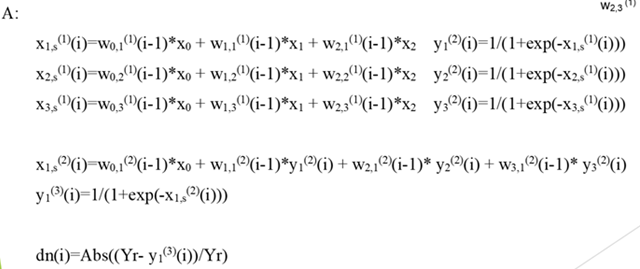 w₂,₃⁽¹⁾
A:
x₁,ₛ⁽¹⁾(i)=w₀,₁⁽¹⁾(i-1)*x₀ + w₁,₁⁽¹⁾(i-1)*x₁ + w₂,₁⁽¹⁾(i-1)*x₂ y₁⁽²⁾(i)=1/(1+exp(-x₁,ₛ⁽¹⁾(i)))
x₂,ₛ⁽¹⁾(i)=w₀,₂⁽¹⁾(i-1)*x₀ + w₁,₂⁽¹⁾(i-1)*x₁ + w₂,₂⁽¹⁾(i-1)*x₂ y₂⁽²⁾(i)=1/(1+exp(-x₂,ₛ⁽¹⁾(i)))
x₃,ₛ⁽¹⁾(i)=w₀,₃⁽¹⁾(i-1)*x₀ + w₁,₃⁽¹⁾(i-1)*x₁ + w₂,₃⁽¹⁾(i-1)*x₂ y₃⁽²⁾(i)=1/(1+exp(-x₃,ₛ⁽¹⁾(i)))
x₁,ₛ⁽²⁾(i)=w₀,₁⁽²⁾(i-1)*x₀ + w₁,₁⁽²⁾(i-1)*y₁⁽²⁾(i) + w₂,₁⁽²⁾(i-1)* y₂⁽²⁾(i) + w₃,₁⁽²⁾(i-1)* y₃⁽²⁾(i)
y₁⁽³⁾(i)=1/(1+exp(-x₁,ₛ⁽²⁾(i)))
dn(i)=Abs((Yr- y₁⁽³⁾(i))/Yr)